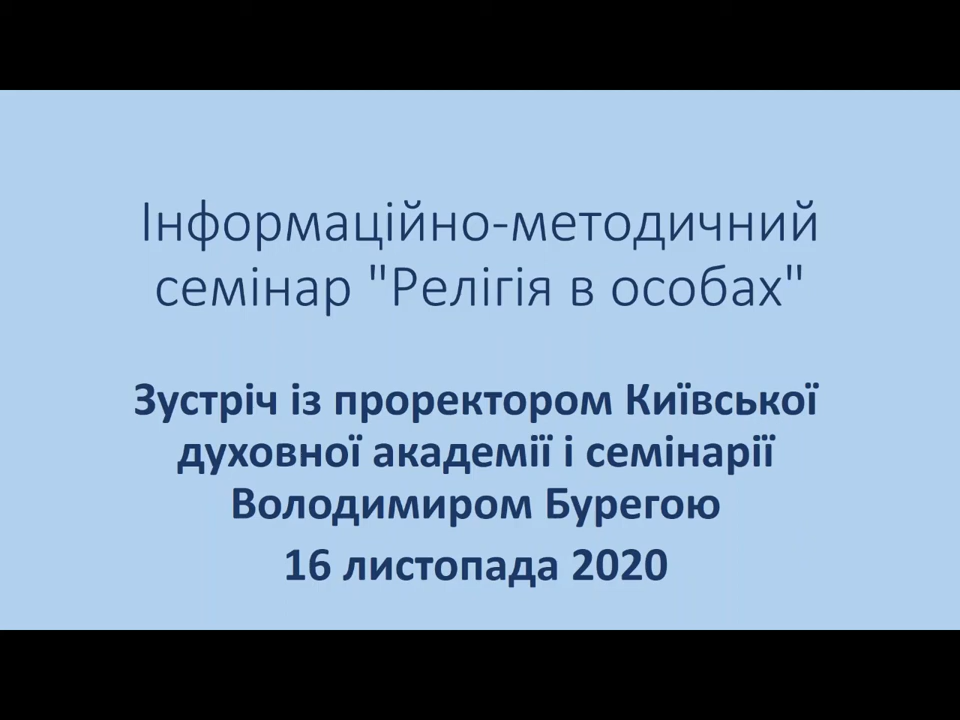 Інформаційно-методичний
семінар "Релігія в особах"
Зустріч із проректором Київської
духовної академії і семінарії
Володимиром Бурегою
16 листопада 2020